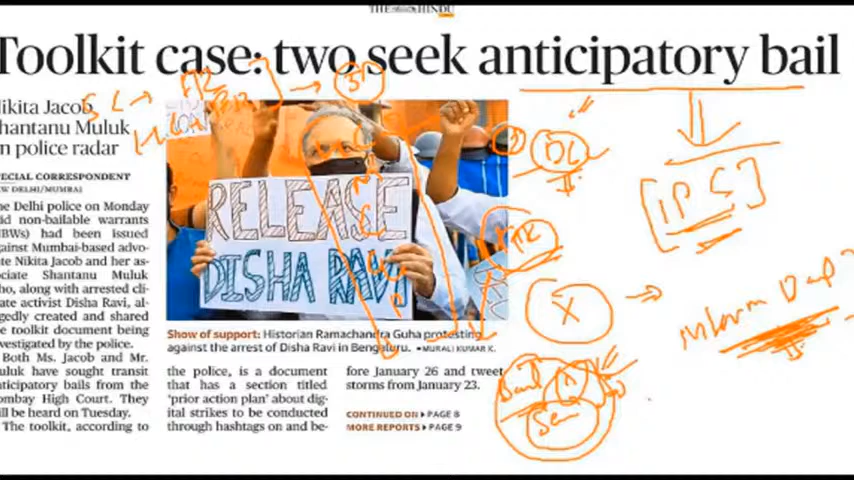 THE HINDU
Toolkit case: two seek anticipatory bail
Nikita Jacob,
Shantanu Muluk
on police radar
SPECIAL CORRESPONDENT
NEW DELHI/MUMBAI
The Delhi police on Monday
said non-bailable warrants
(NBWs) had been issued
against Mumbai-based advo-
cate Nikita Jacob and her as-
sociate Shantanu Muluk
who, along with arrested cli-
mate activist Disha Ravi, al-
legedly created and shared
the toolkit document being
investigated by the police.
Both Ms. Jacob and Mr.
Muluk have sought transit
anticipatory bails from the
Bombay High Court. They
will be heard on Tuesday.
The toolkit, according to
RELEASE
DISHA RAVI
Show of support: Historian Ramachandra Guha protesting
against the arrest of Disha Ravi in Bengaluru. •MURALI KUMAR K.
the police, is a document
that has a section titled
'prior action plan' about dig-
ital strikes to be conducted
through hashtags on and be-
fore January 26 and tweet
storms from January 23.
CONTINUED ON ▸ PAGE 8
MORE REPORTS ▸ PAGE 9
DC
[IPS]
X